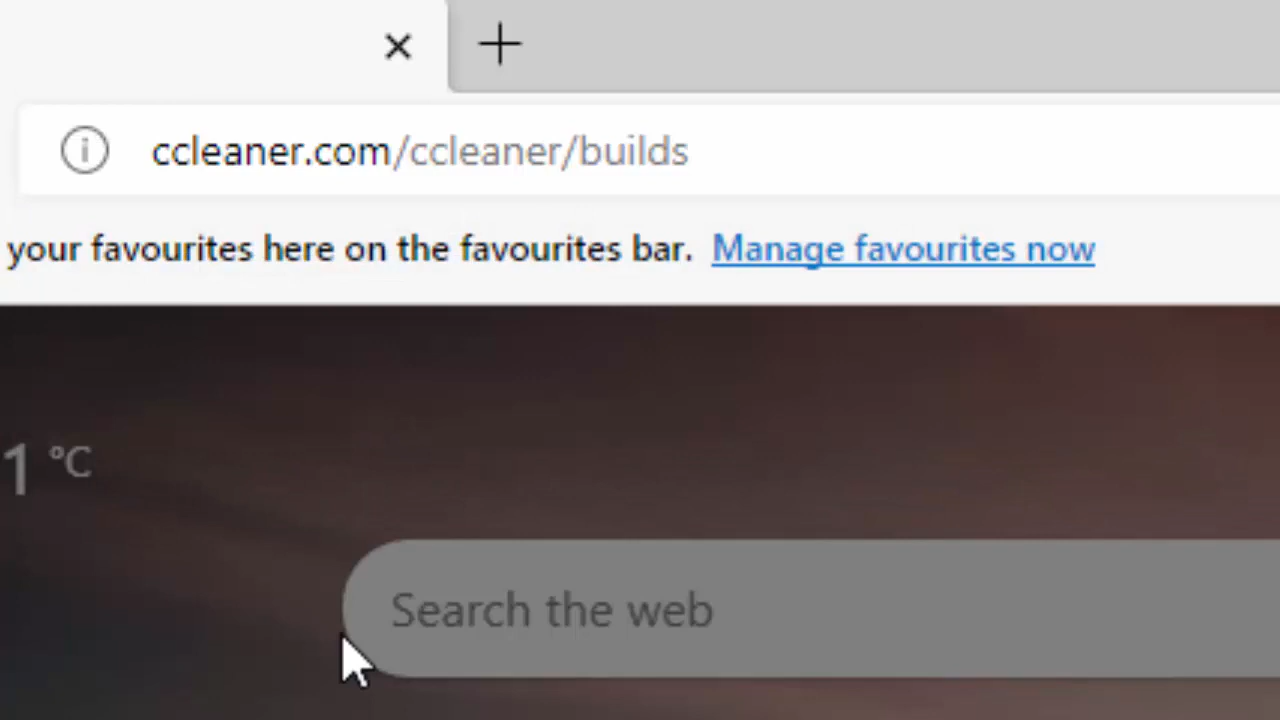 ccleaner.com/ccleaner/builds
your favourites here on the favourites bar. Manage favourites now
1 °C
Search the web